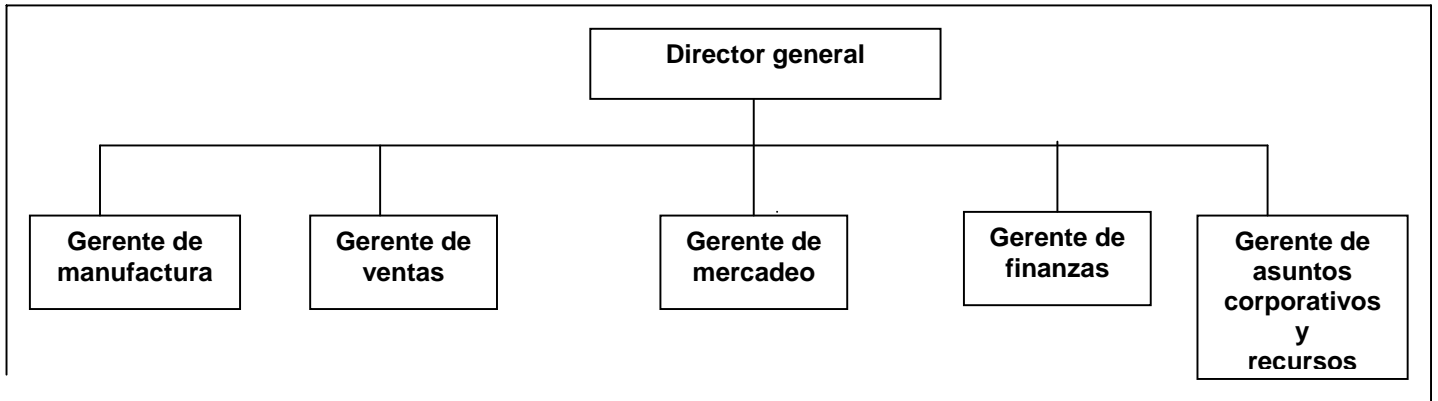 Director general
Gerente de
manufactura
Gerente de
ventas
Gerente de
mercadeo
Gerente de
finanzas
Gerente de
asuntos
corporativos
y
recursos